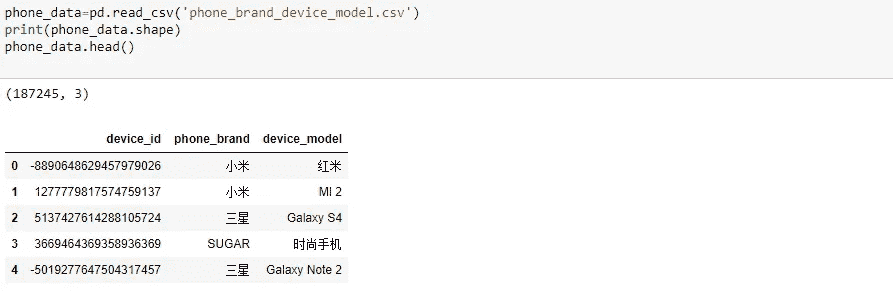 phone_data=pd.read_csv('phone_brand_device_model.csv')
print(phone_data.shape)
phone_data.head()
(187245, 3)
device_id phone_brand device_model
0 -8890648629457979026 小米 红米
1 1277779817574759137 小米 MI 2
2 5137427614288105724 三星 Galaxy S4
3 3669464369358936369 SUGAR 时尚手机
4 -5019277647504317457 三星 Galaxy Note 2